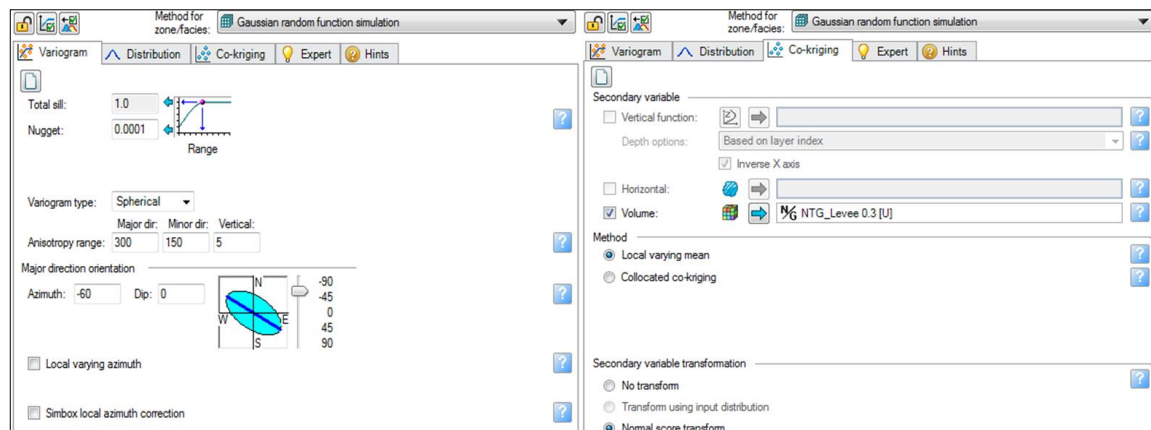 Method for
zone/facies: Gaussian random function simulation
Variogram Distribution Co-kriging Expert Hints
Total sill: 1.0
Nugget: 0.0001
Range
Variogram type: Spherical
Major dir: Minor dir: Vertical:
Anisotropy range: 300 150 5
Major direction orientation
Azimuth: -60 Dip: 0
N
W E
S
-90
-45
0
45
90
Local varying azimuth
Simbox local azimuth correction
Method for
zone/facies: Gaussian random function simulation
Variogram Distribution Co-kriging Expert Hints
Secondary variable
Vertical function:
Depth options: Based on layer index
Inverse X axis
Horizontal:
Volume: N/G NTG_Levee 0.3 [U]
Method
Local varying mean
Collocated co-kriging
Secondary variable transformation
No transform
Transform using input distribution
Normal score transform